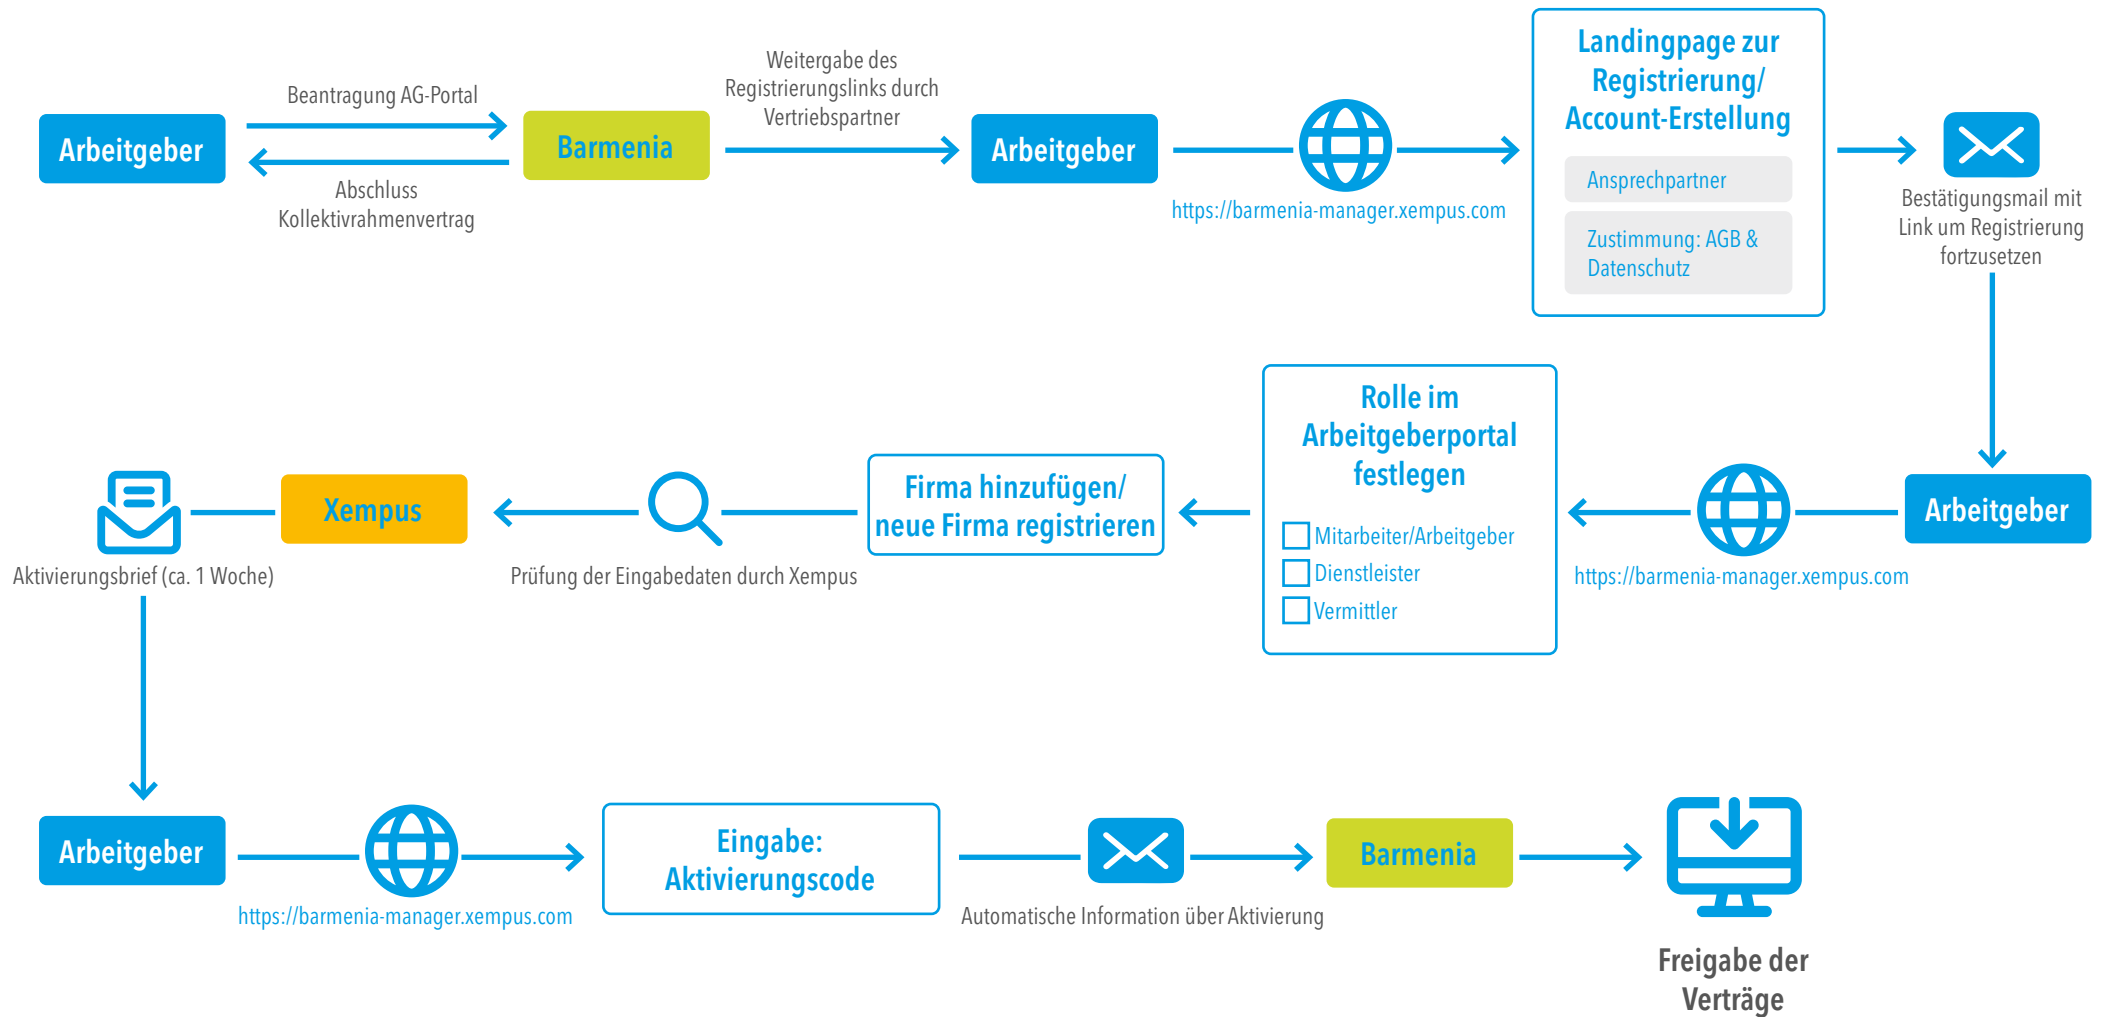 Arbeitgeber
Beantragung AG-Portal
Abschluss
Kollektivrahmenvertrag
Barmenia
Weitergabe des
Registrierungslinks durch
Vertriebspartner
Arbeitgeber
https://barmenia-manager.xempus.com
Landingpage zur
Registrierung/
Account-Erstellung
Ansprechpartner
Zustimmung: AGB &
Datenschutz
Bestätigungsmail mit
Link um Registrierung
fortzusetzen
Arbeitgeber
https://barmenia-manager.xempus.com
Rolle im
Arbeitgeberportal
festlegen
Mitarbeiter/Arbeitgeber
Dienstleister
Vermittler
Firma hinzufügen/
neue Firma registrieren
Prüfung der Eingabedaten durch Xempus
Xempus
Aktivierungsbrief (ca. 1 Woche)
Arbeitgeber
https://barmenia-manager.xempus.com
Eingabe:
Aktivierungscode
Automatische Information über Aktivierung
Barmenia
Freigabe der
Verträge